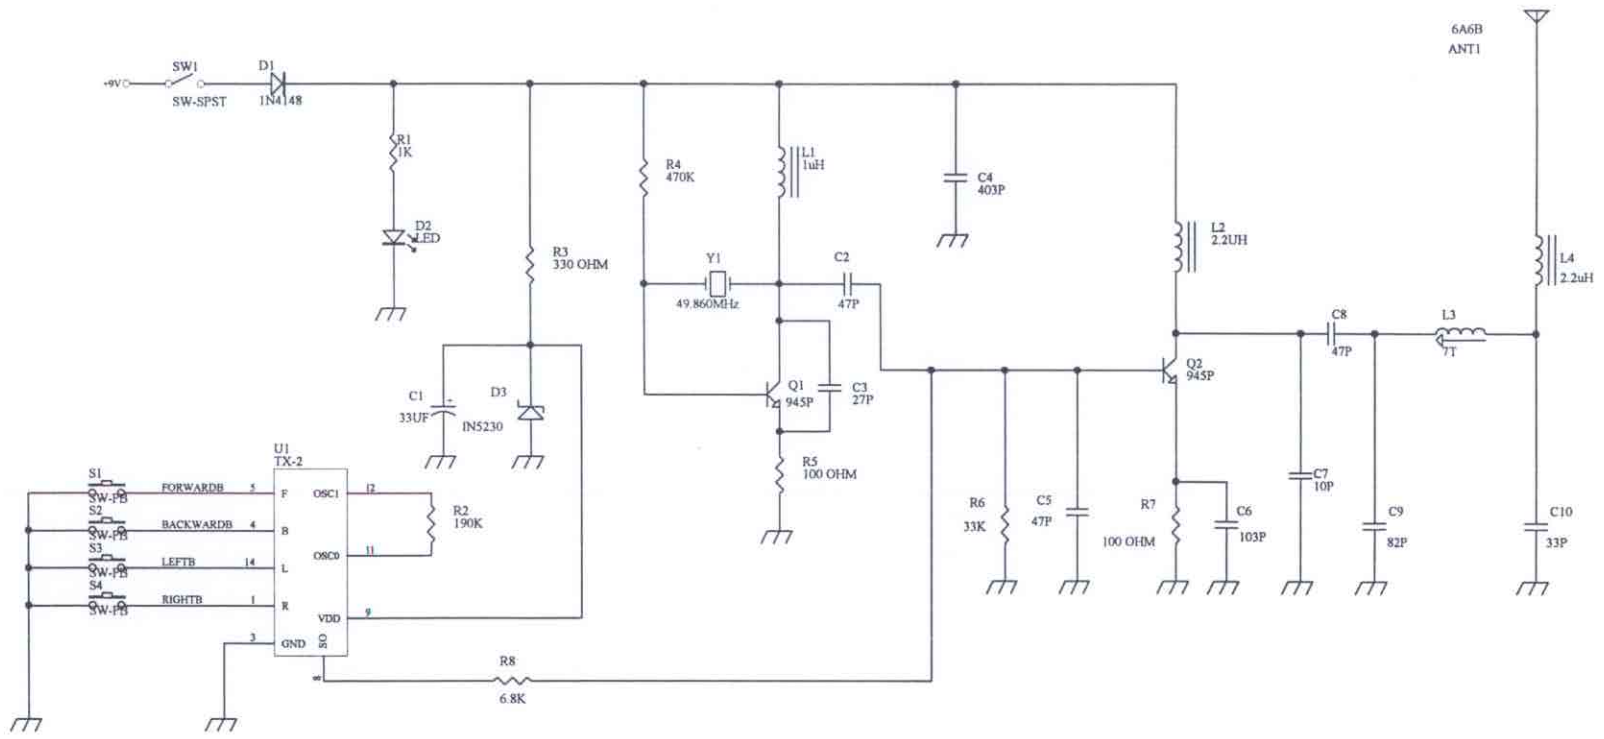 6A6B
ANT1
+9V
SW1
SW-SPST
D1
1N4148
R1
1K
D2
LED
R3
330 OHM
R4
470K
L1
1uH
C4
403P
L2
2.2UH
L4
2.2uH
Y1
49.860MHz
C2
47P
C8
47P
L3
7T
C1
33UF
+
D3
IN5230
Q1
945P
C3
27P
Q2
945P
R5
100 OHM
R6
33K
C5
47P
R7
100 OHM
C6
103P
C7
10P
C9
82P
C10
33P
U1
TX-2
S1
SW-PB
FORWARDB
5
F
OSC1
12
R2
190K
S2
SW-PB
BACKWARDB
4
B
S3
SW-PB
LEFTB
14
L
OSC0
11
S4
SW-PB
RIGHTB
1
R
VDD
9
3
GND
SO
8
R8
6.8K